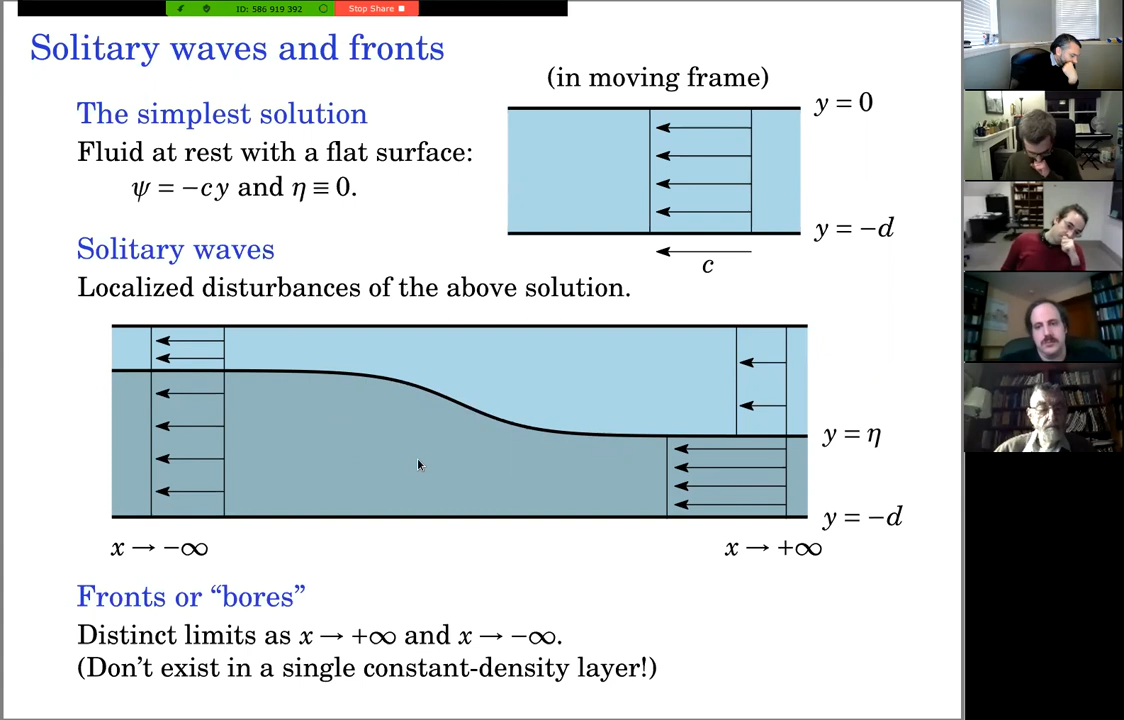 ID: 586 919 392
Stop Share
Solitary waves and fronts
(in moving frame)
The simplest solution
Fluid at rest with a flat surface:
ψ = −cy and η ≡ 0.
y = 0
y = −d
c
Solitary waves
Localized disturbances of the above solution.
y = η
y = −d
x → −∞
x → +∞
Fronts or “bores”
Distinct limits as x → +∞ and x → −∞.
(Don’t exist in a single constant-density layer!)